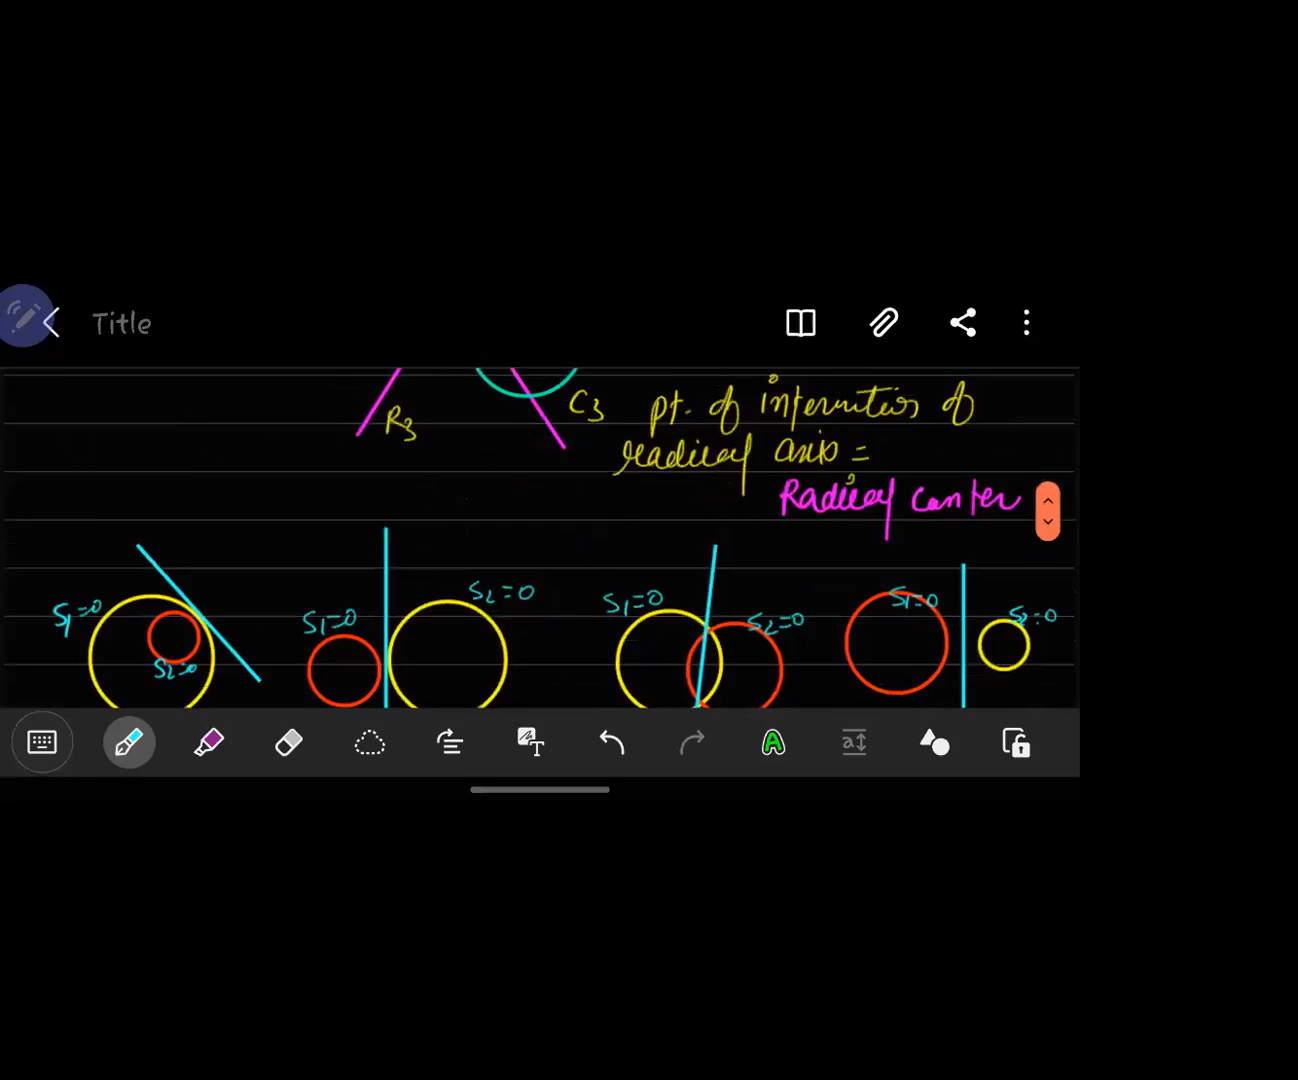 Title
R3
C3
pt. of intersection of
radical axis =
Radical center
S1=0
S2=0
S1=0
S2=0
S1=0
S2=0
S1=0
S2=0
T
A
a